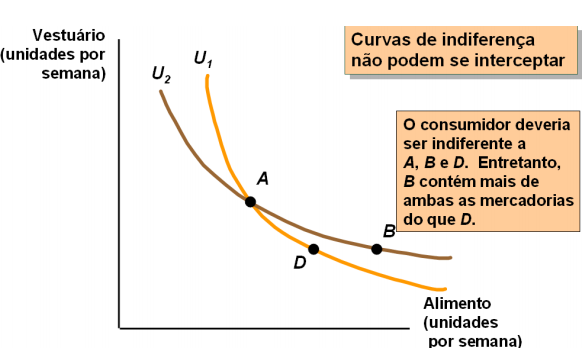 Vestuário
(unidades por
semana)
U2
U1
Curvas de indiferença
não podem se interceptar
O consumidor deveria
ser indiferente a
A, B e D. Entretanto,
B contém mais de
ambas as mercadorias
do que D.
A
B
D
Alimento
(unidades
por semana)